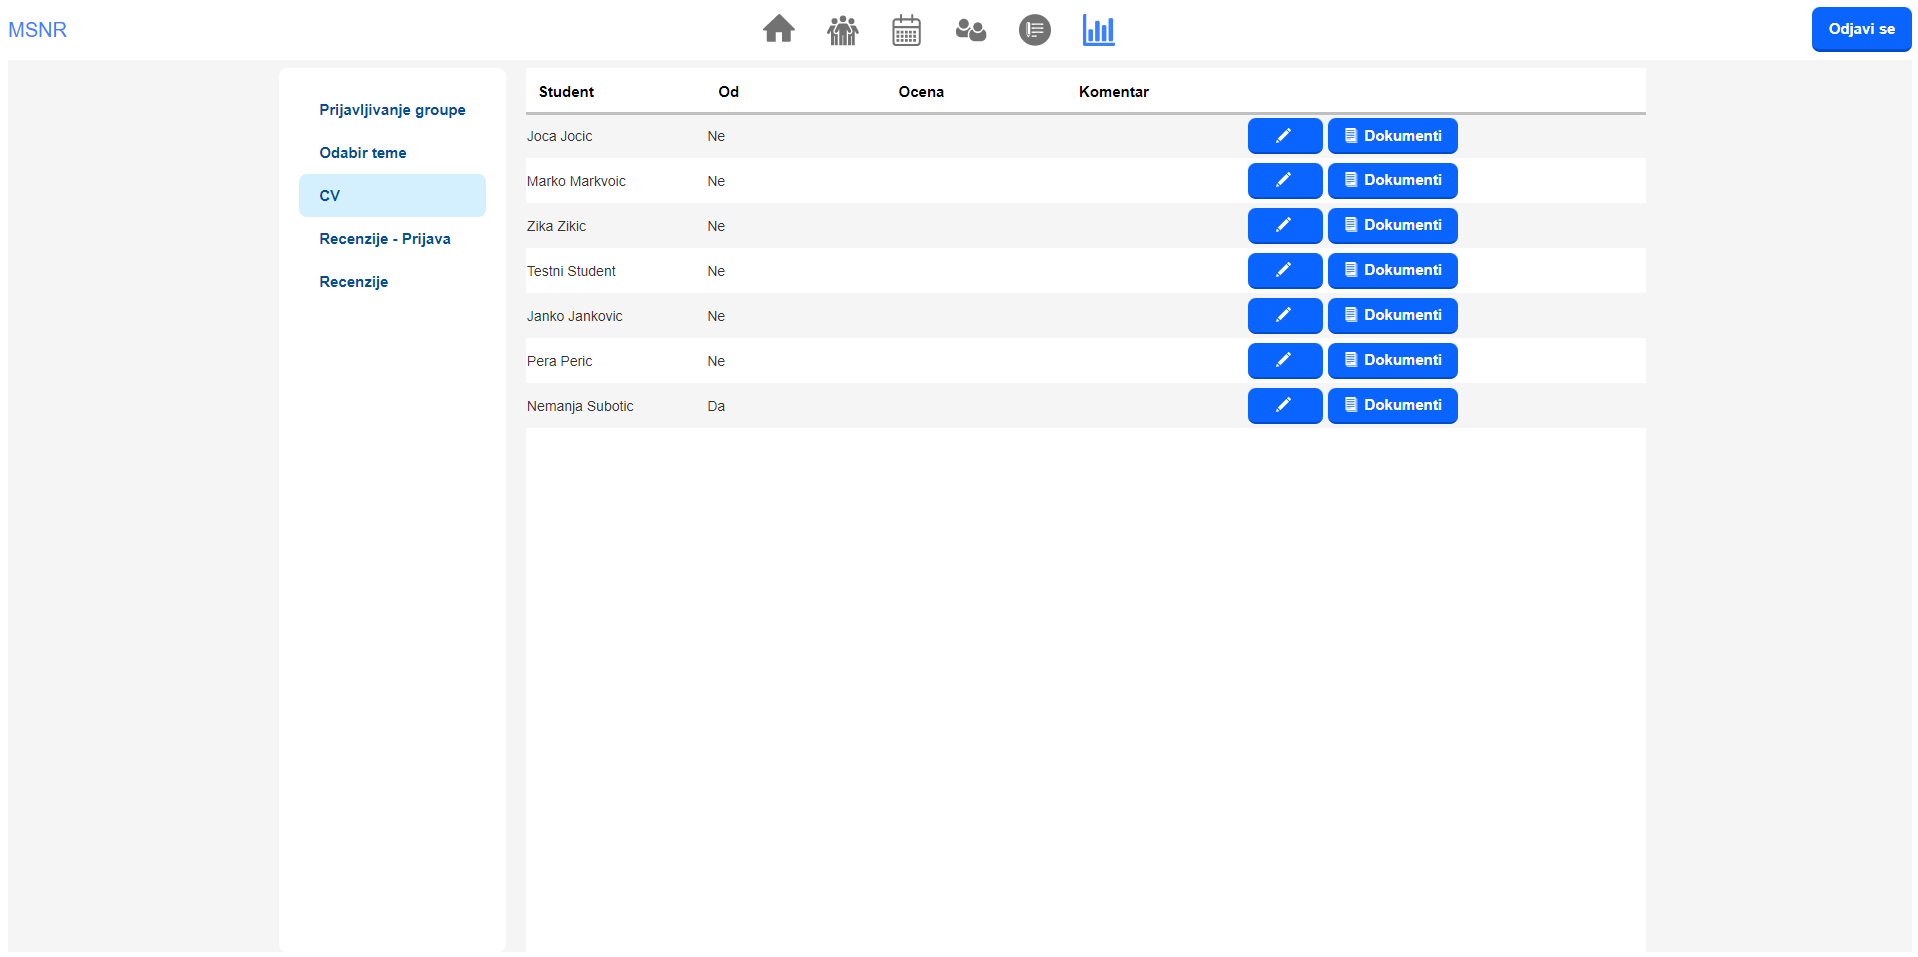 MSNR
Odjavi se
Prijavljivanje groupe
Odabir teme
CV
Recenzije - Prijava
Recenzije
Student Od Ocena Komentar
Joca Jocic Ne Dokumenti
Marko Markvoic Ne Dokumenti
Zika Zikic Ne Dokumenti
Testni Student Ne Dokumenti
Janko Jankovic Ne Dokumenti
Pera Peric Ne Dokumenti
Nemanja Subotic Da Dokumenti